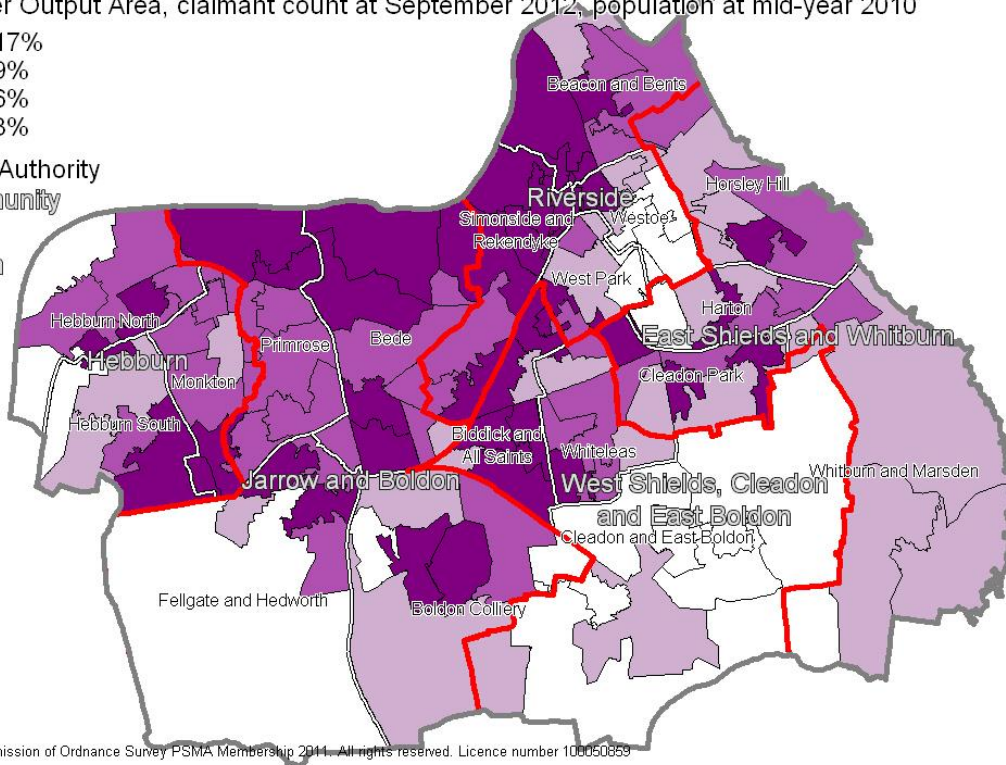 er Output Area, claimant count at September 2012, population at mid-year 2010
17%
9%
6%
3%
Authority
Beacon and Bents
Horsley Hill
Riverside
Simonside and
Rekendyke
Westoe
West Park
Harton
Hebburn North
Hebburn
Primrose
Bede
East Shields and Whitburn
Monkton
Cleadon Park
Hebburn South
Biddick and
All Saints
Whiteleas
Jarrow and Boldon
West Shields, Cleadon
and East Boldon
Whitburn and Marsden
Cleadon and East Boldon
Fellgate and Hedworth
Boldon Colliery
mission of Ordnance Survey PSMA Membership 2011. All rights reserved. Licence number 100050859